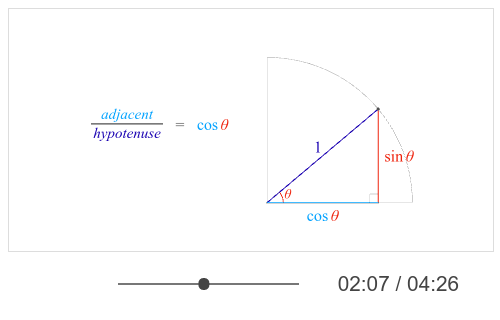 adjacent
hypotenuse
= cos θ
1
sin θ
θ
cos θ
02:07 / 04:26